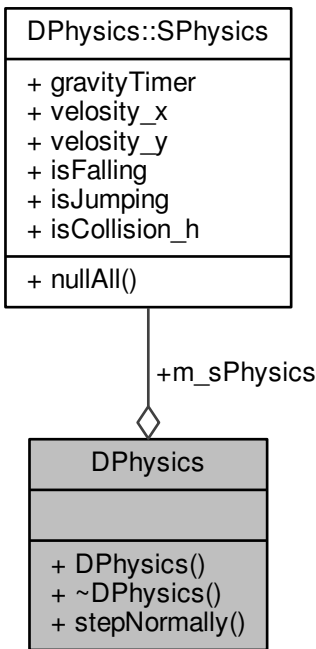 DPhysics::SPhysics
+ gravityTimer
+ velosity_x
+ velosity_y
+ isFalling
+ isJumping
+ isCollision_h
+ nullAll()
+m_sPhysics
DPhysics
+ DPhysics()
+ ~DPhysics()
+ stepNormally()